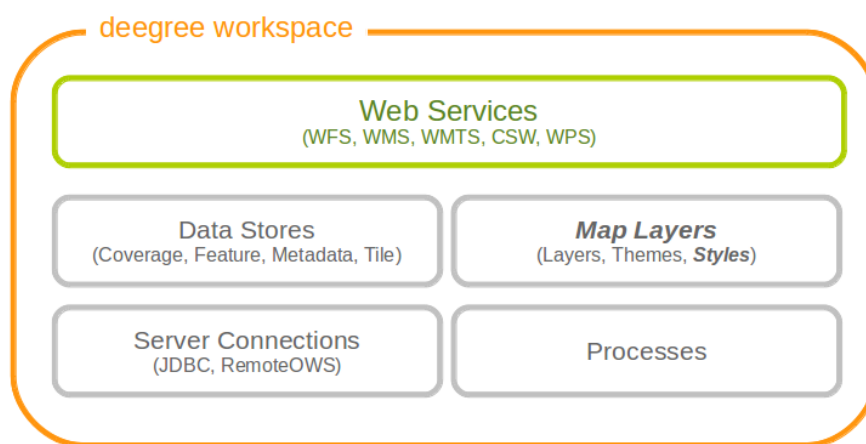 deegree workspace
Web Services
(WFS, WMS, WMTS, CSW, WPS)
Data Stores
(Coverage, Feature, Metadata, Tile)
Map Layers
(Layers, Themes, Styles)
Server Connections
(JDBC, RemoteOWS)
Processes